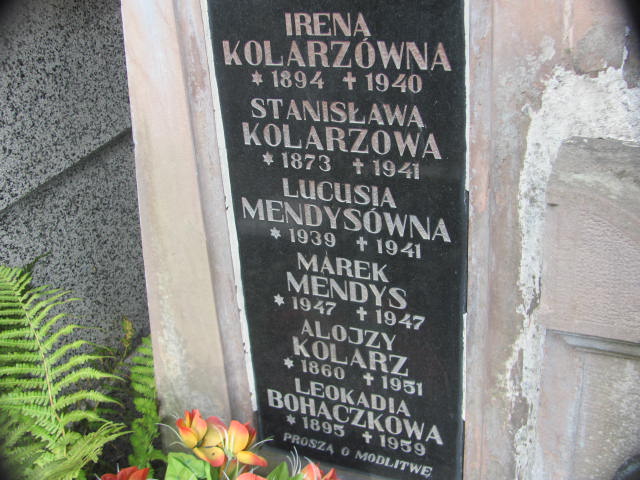 IRENA
KOLARZÓWNA
* 1894 ✝ 1940
STANISŁAWA
KOLARZOWA
* 1873 ✝ 1941
LUCUSIA
MENDYSÓWNA
* 1939 ✝ 1941
MAREK
MENDYS
* 1947 ✝ 1947
ALOJZY
KOLARZ
* 1860 ✝ 1951
LEOKADIA
BOHACZKOWA
* 1895 ✝ 1959
PROSZĄ O MODLITWĘ